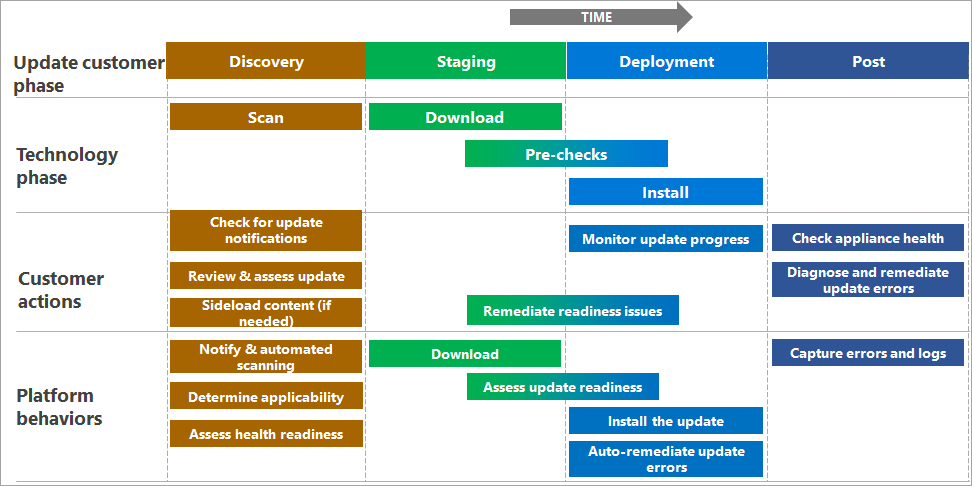 TIME
Update customer
phase
Discovery
Staging
Deployment
Post
Technology
phase
Scan
Download
Pre-checks
Install
Customer
actions
Check for update
notifications
Review & assess update
Sideload content (if
needed)
Remediate readiness issues
Monitor update progress
Check appliance health
Diagnose and remediate
update errors
Platform
behaviors
Notify & automated
scanning
Determine applicability
Assess health readiness
Download
Assess update readiness
Install the update
Auto-remediate update
errors
Capture errors and logs